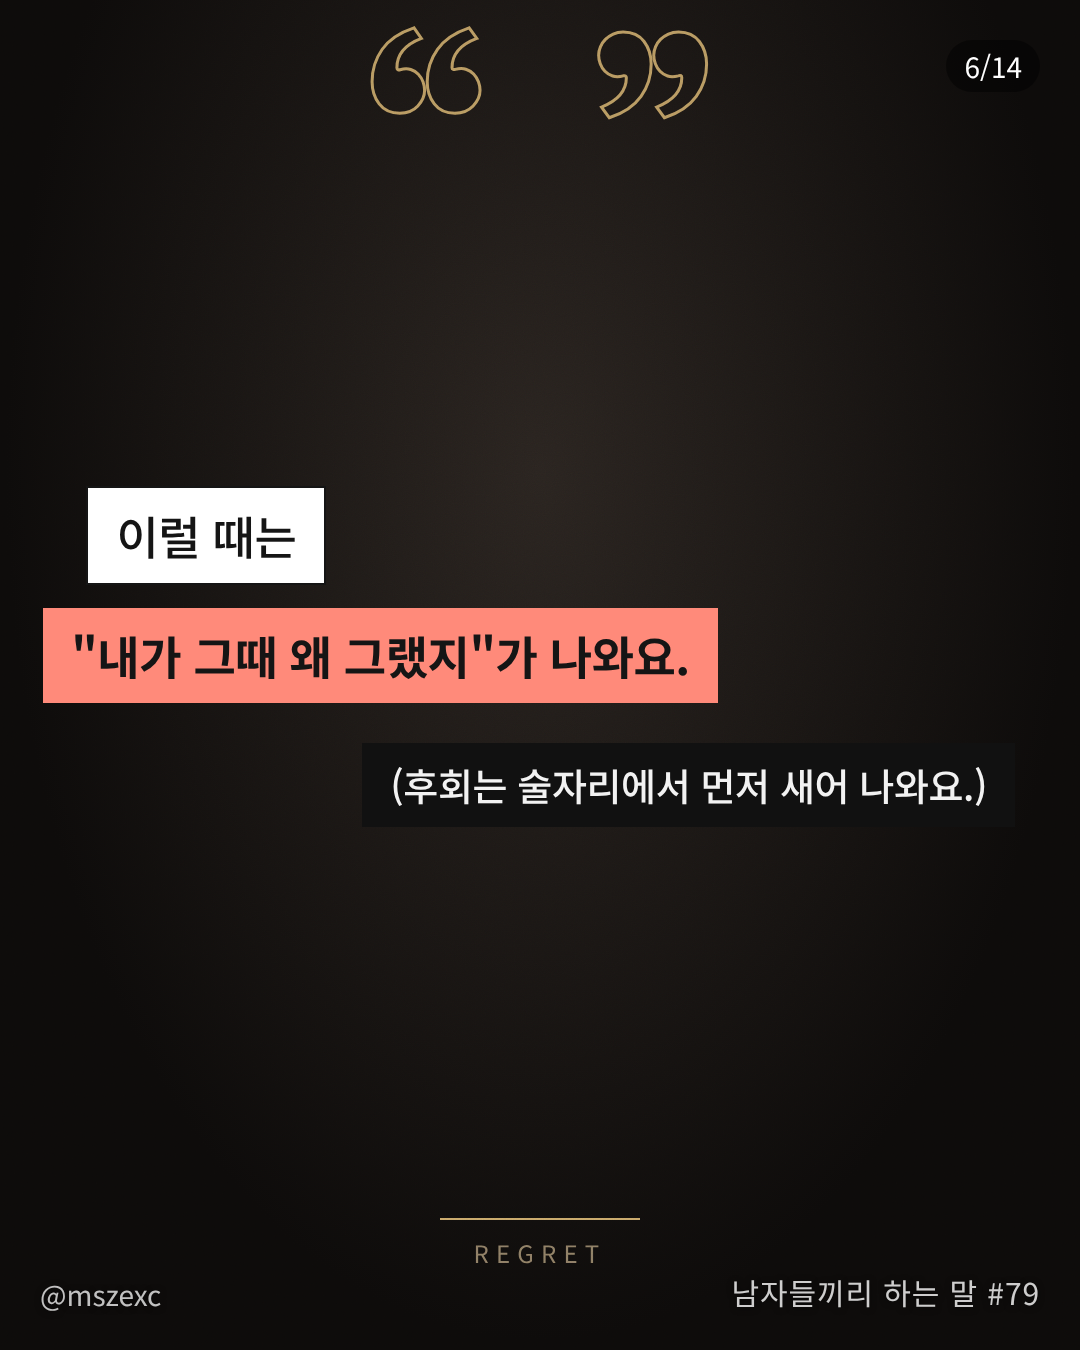 6/14
이럴 때는
"내가 그때 왜 그랬지"가 나와요.
(후회는 술자리에서 먼저 새어 나와요.)
REGRET
@mszexc
남자들끼리 하는 말 #79